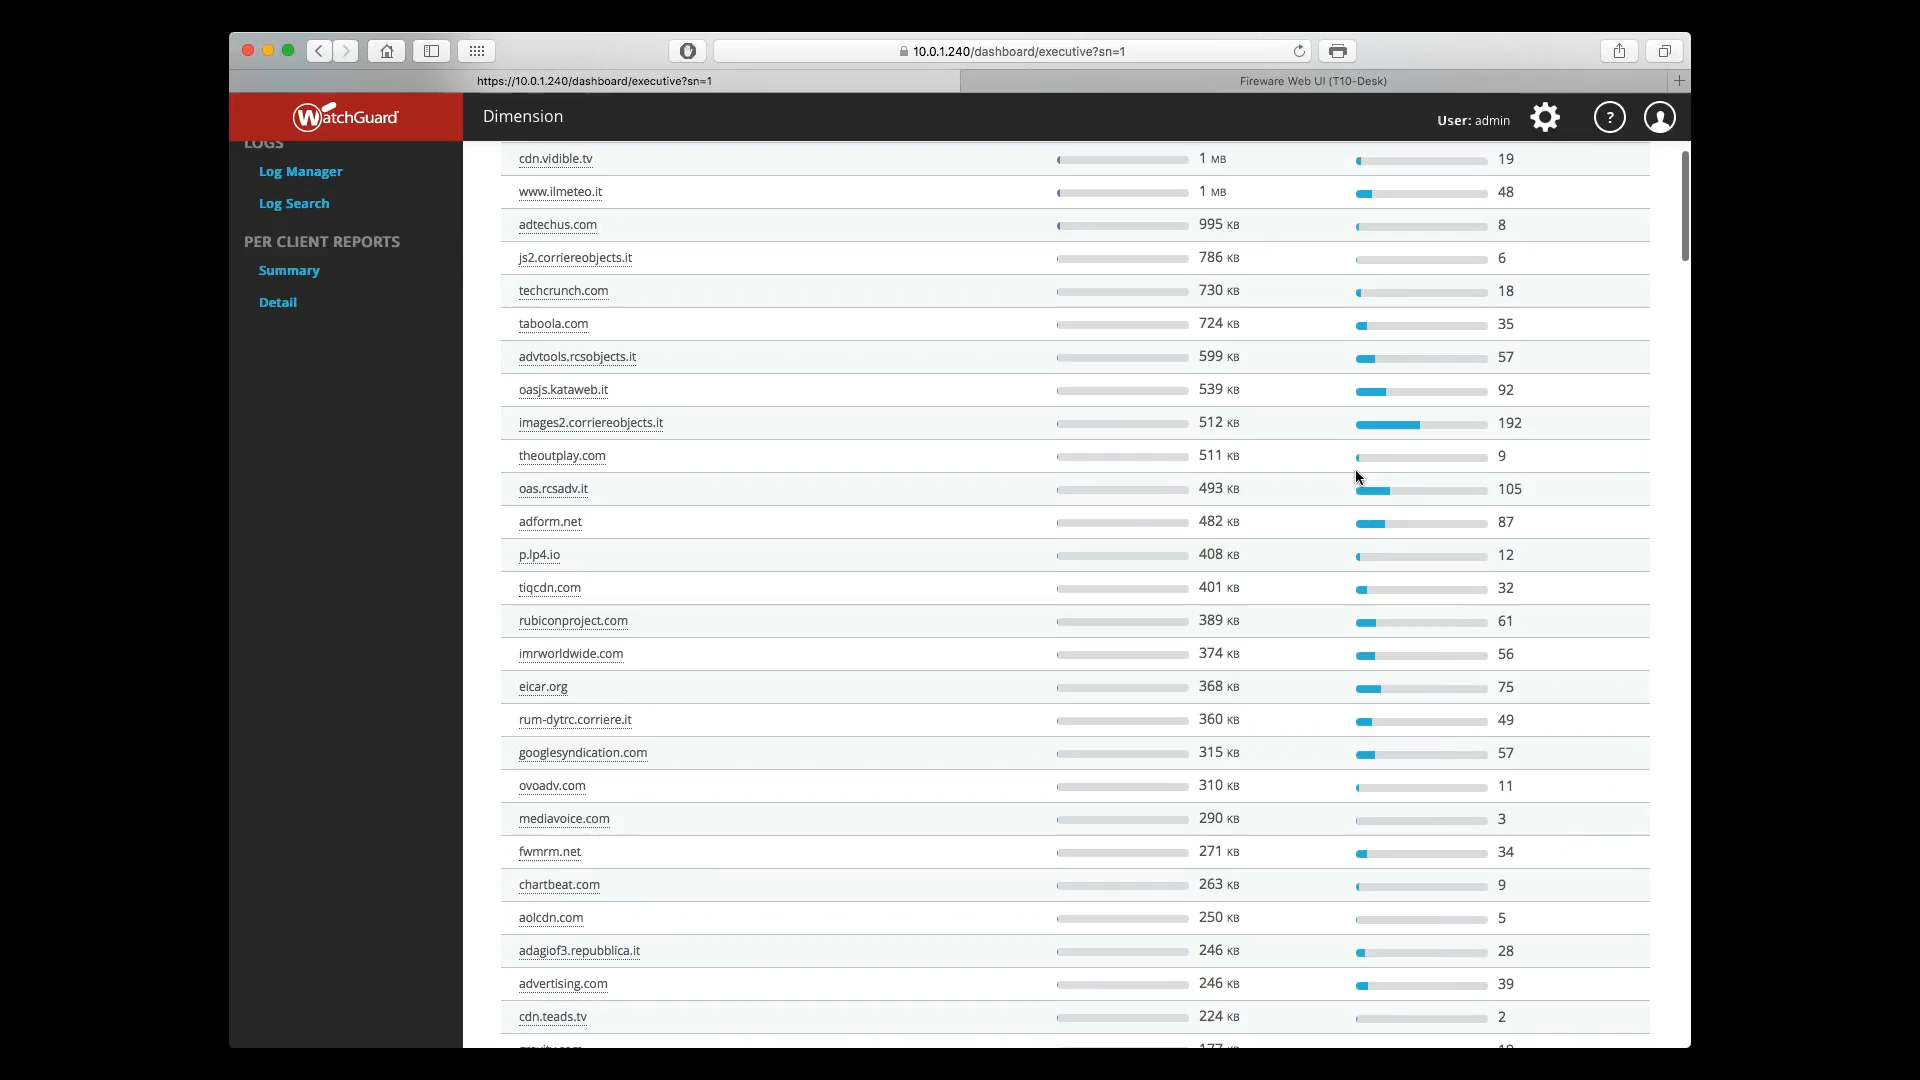 10.0.1.240/dashboard/executive?sn=1
https://10.0.1.240/dashboard/executive?sn=1
Fireware Web UI (T10-Desk)
WatchGuard
Dimension
User: admin
?
LOGS
Log Manager
Log Search
PER CLIENT REPORTS
Summary
Detail
cdn.vidible.tv 1 MB 19
www.ilmeteo.it 1 MB 48
adtechus.com 995 KB 8
js2.corriereobjects.it 786 KB 6
techcrunch.com 730 KB 18
taboola.com 724 KB 35
advtools.rcsobjects.it 599 KB 57
oasjs.kataweb.it 539 KB 92
images2.corriereobjects.it 512 KB 192
theoutplay.com 511 KB 9
oas.rcsadv.it 493 KB 105
adform.net 482 KB 87
p.lp4.io 408 KB 12
tiqcdn.com 401 KB 32
rubiconproject.com 389 KB 61
imrworldwide.com 374 KB 56
eicar.org 368 KB 75
rum-dytrc.corriere.it 360 KB 49
googlesyndication.com 315 KB 57
ovoadv.com 310 KB 11
mediavoice.com 290 KB 3
fwmrm.net 271 KB 34
chartbeat.com 263 KB 9
aolcdn.com 250 KB 5
adagiof3.repubblica.it 246 KB 28
advertising.com 246 KB 39
cdn.teads.tv 224 KB 2